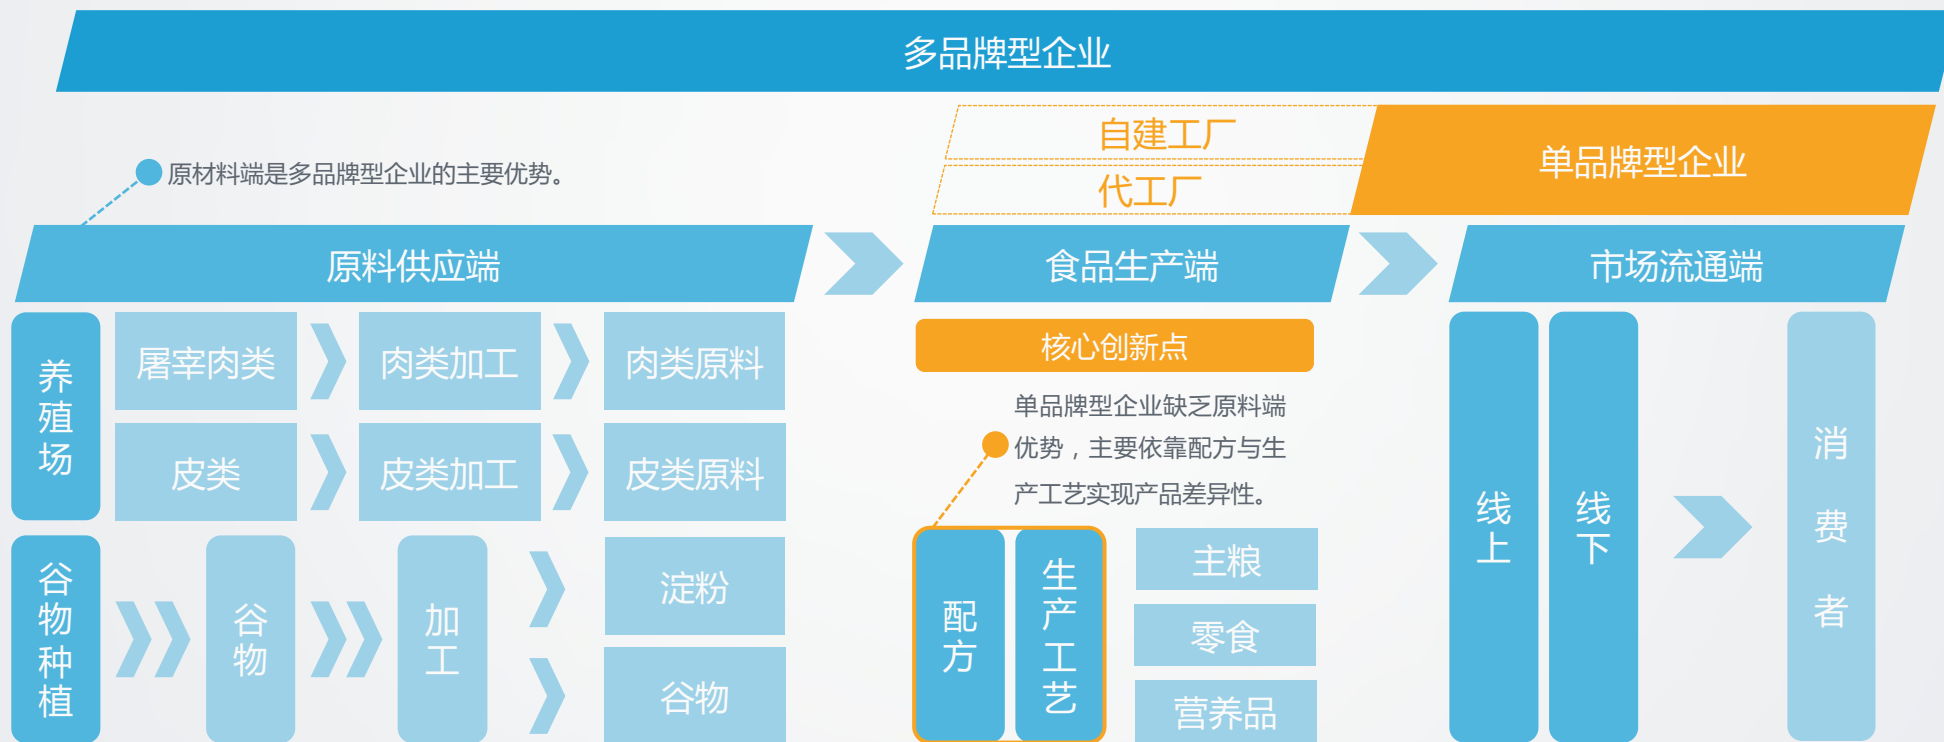 多品牌型企业
自建工厂
代工厂
单品牌型企业
原材料端是多品牌型企业的主要优势。
原料供应端
食品生产端
市场流通端
养殖场
屠宰肉类
肉类加工
肉类原料
皮类
皮类加工
皮类原料
谷物种植
谷物
加工
淀粉
谷物
核心创新点
单品牌型企业缺乏原料端
优势，主要依靠配方与生
产工艺实现产品差异性。
配方
生产工艺
主粮
零食
营养品
线上
线下
消费者